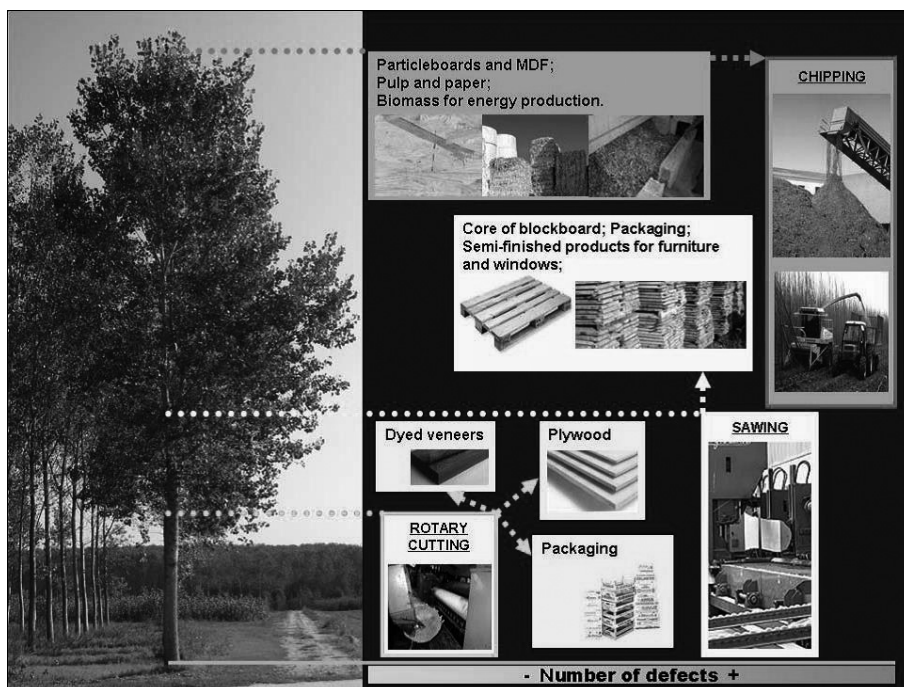 Particleboards and MDF;
Pulp and paper;
Biomass for energy production.
CHIPPING
Core of blockboard; Packaging;
Semi-finished products for furniture
and windows;
Dyed veneers
Plywood
SAWING
ROTARY
CUTTING
Packaging
- Number of defects +